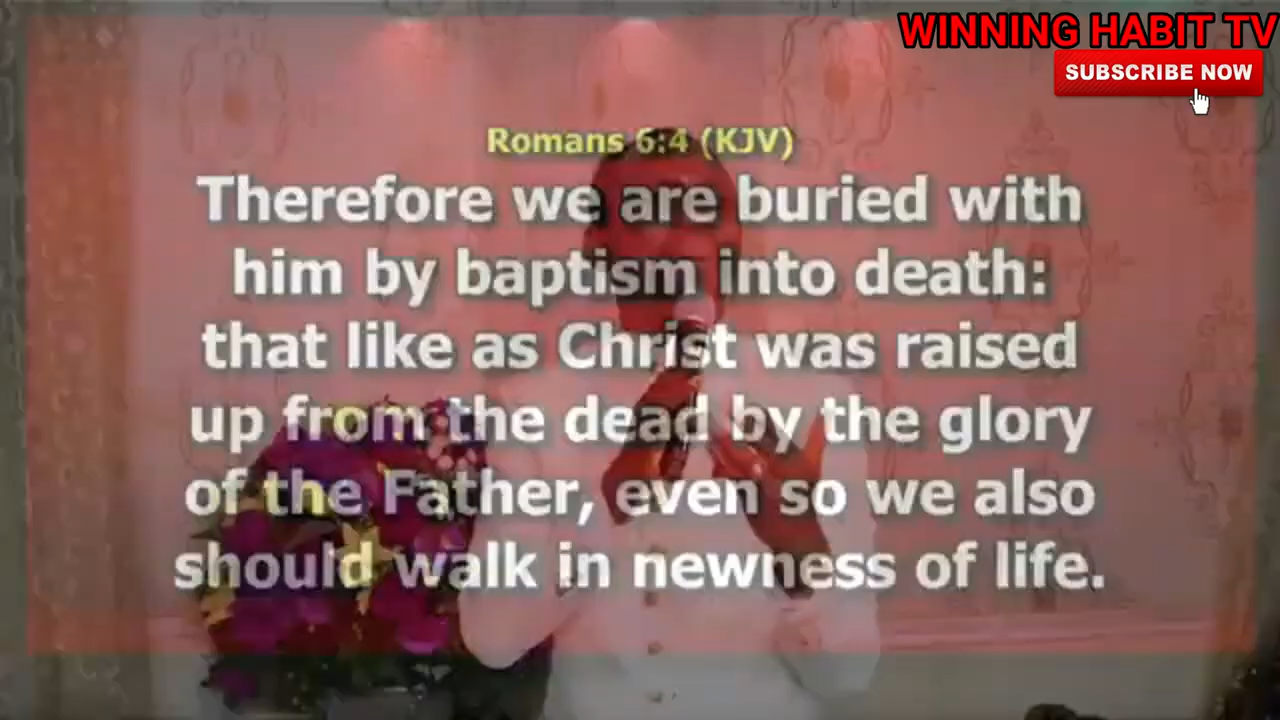 WINNING HABIT TV
SUBSCRIBE NOW
Romans 6:4 (KJV)
Therefore we are buried with
him by baptism into death:
that like as Christ was raised
up from the dead by the glory
of the Father, even so we also
should walk in newness of life.